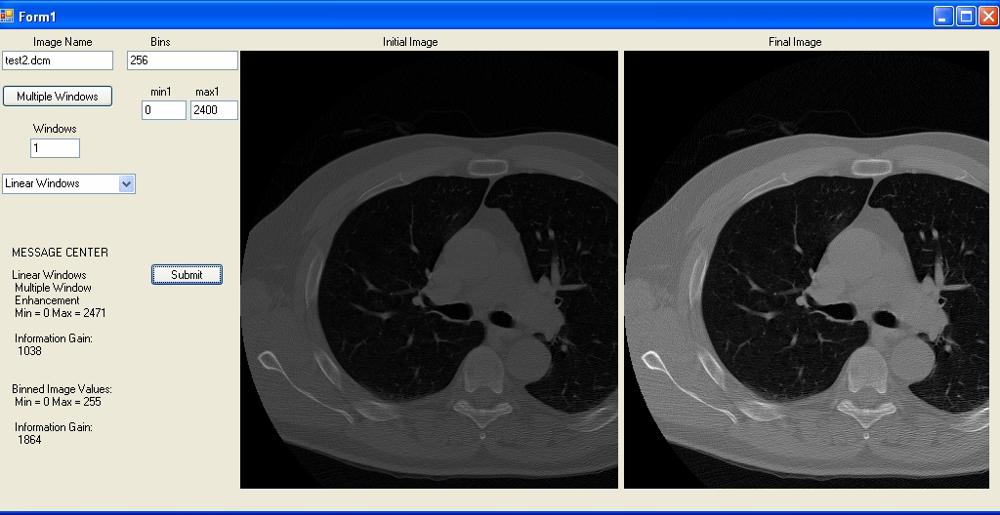 Form1
Image Name
Bins
Initial Image
Final Image
test2.dcm
256
Multiple Windows
min1
max1
0
2400
Windows
1
Linear Windows
MESSAGE CENTER
Submit
Linear Windows
Multiple Window
Enhancement
Min = 0 Max = 2471
Information Gain:
1038
Binned Image Values:
Min = 0 Max = 255
Information Gain:
1864